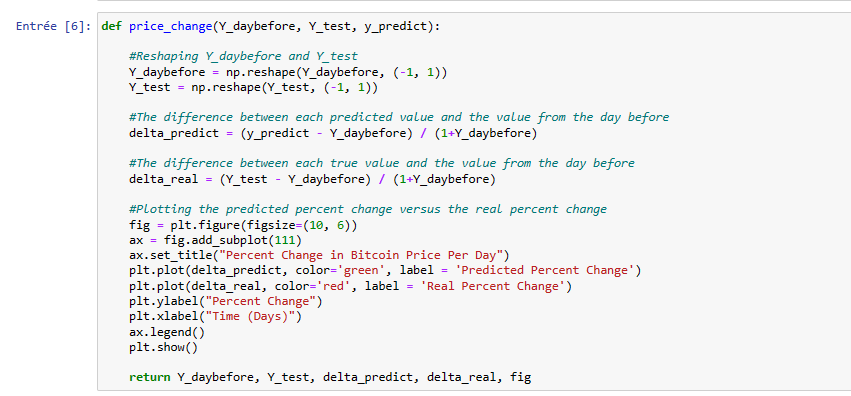 Entrée [6]: def price_change(Y_daybefore, Y_test, y_predict):
#Reshaping Y_daybefore and Y_test
Y_daybefore = np.reshape(Y_daybefore, (-1, 1))
Y_test = np.reshape(Y_test, (-1, 1))
#The difference between each predicted value and the value from the day before
delta_predict = (y_predict - Y_daybefore) / (1+Y_daybefore)
#The difference between each true value and the value from the day before
delta_real = (Y_test - Y_daybefore) / (1+Y_daybefore)
#Plotting the predicted percent change versus the real percent change
fig = plt.figure(figsize=(10, 6))
ax = fig.add_subplot(111)
ax.set_title("Percent Change in Bitcoin Price Per Day")
plt.plot(delta_predict, color='green', label = 'Predicted Percent Change')
plt.plot(delta_real, color='red', label = 'Real Percent Change')
plt.ylabel("Percent Change")
plt.xlabel("Time (Days)")
ax.legend()
plt.show()
return Y_daybefore, Y_test, delta_predict, delta_real, fig